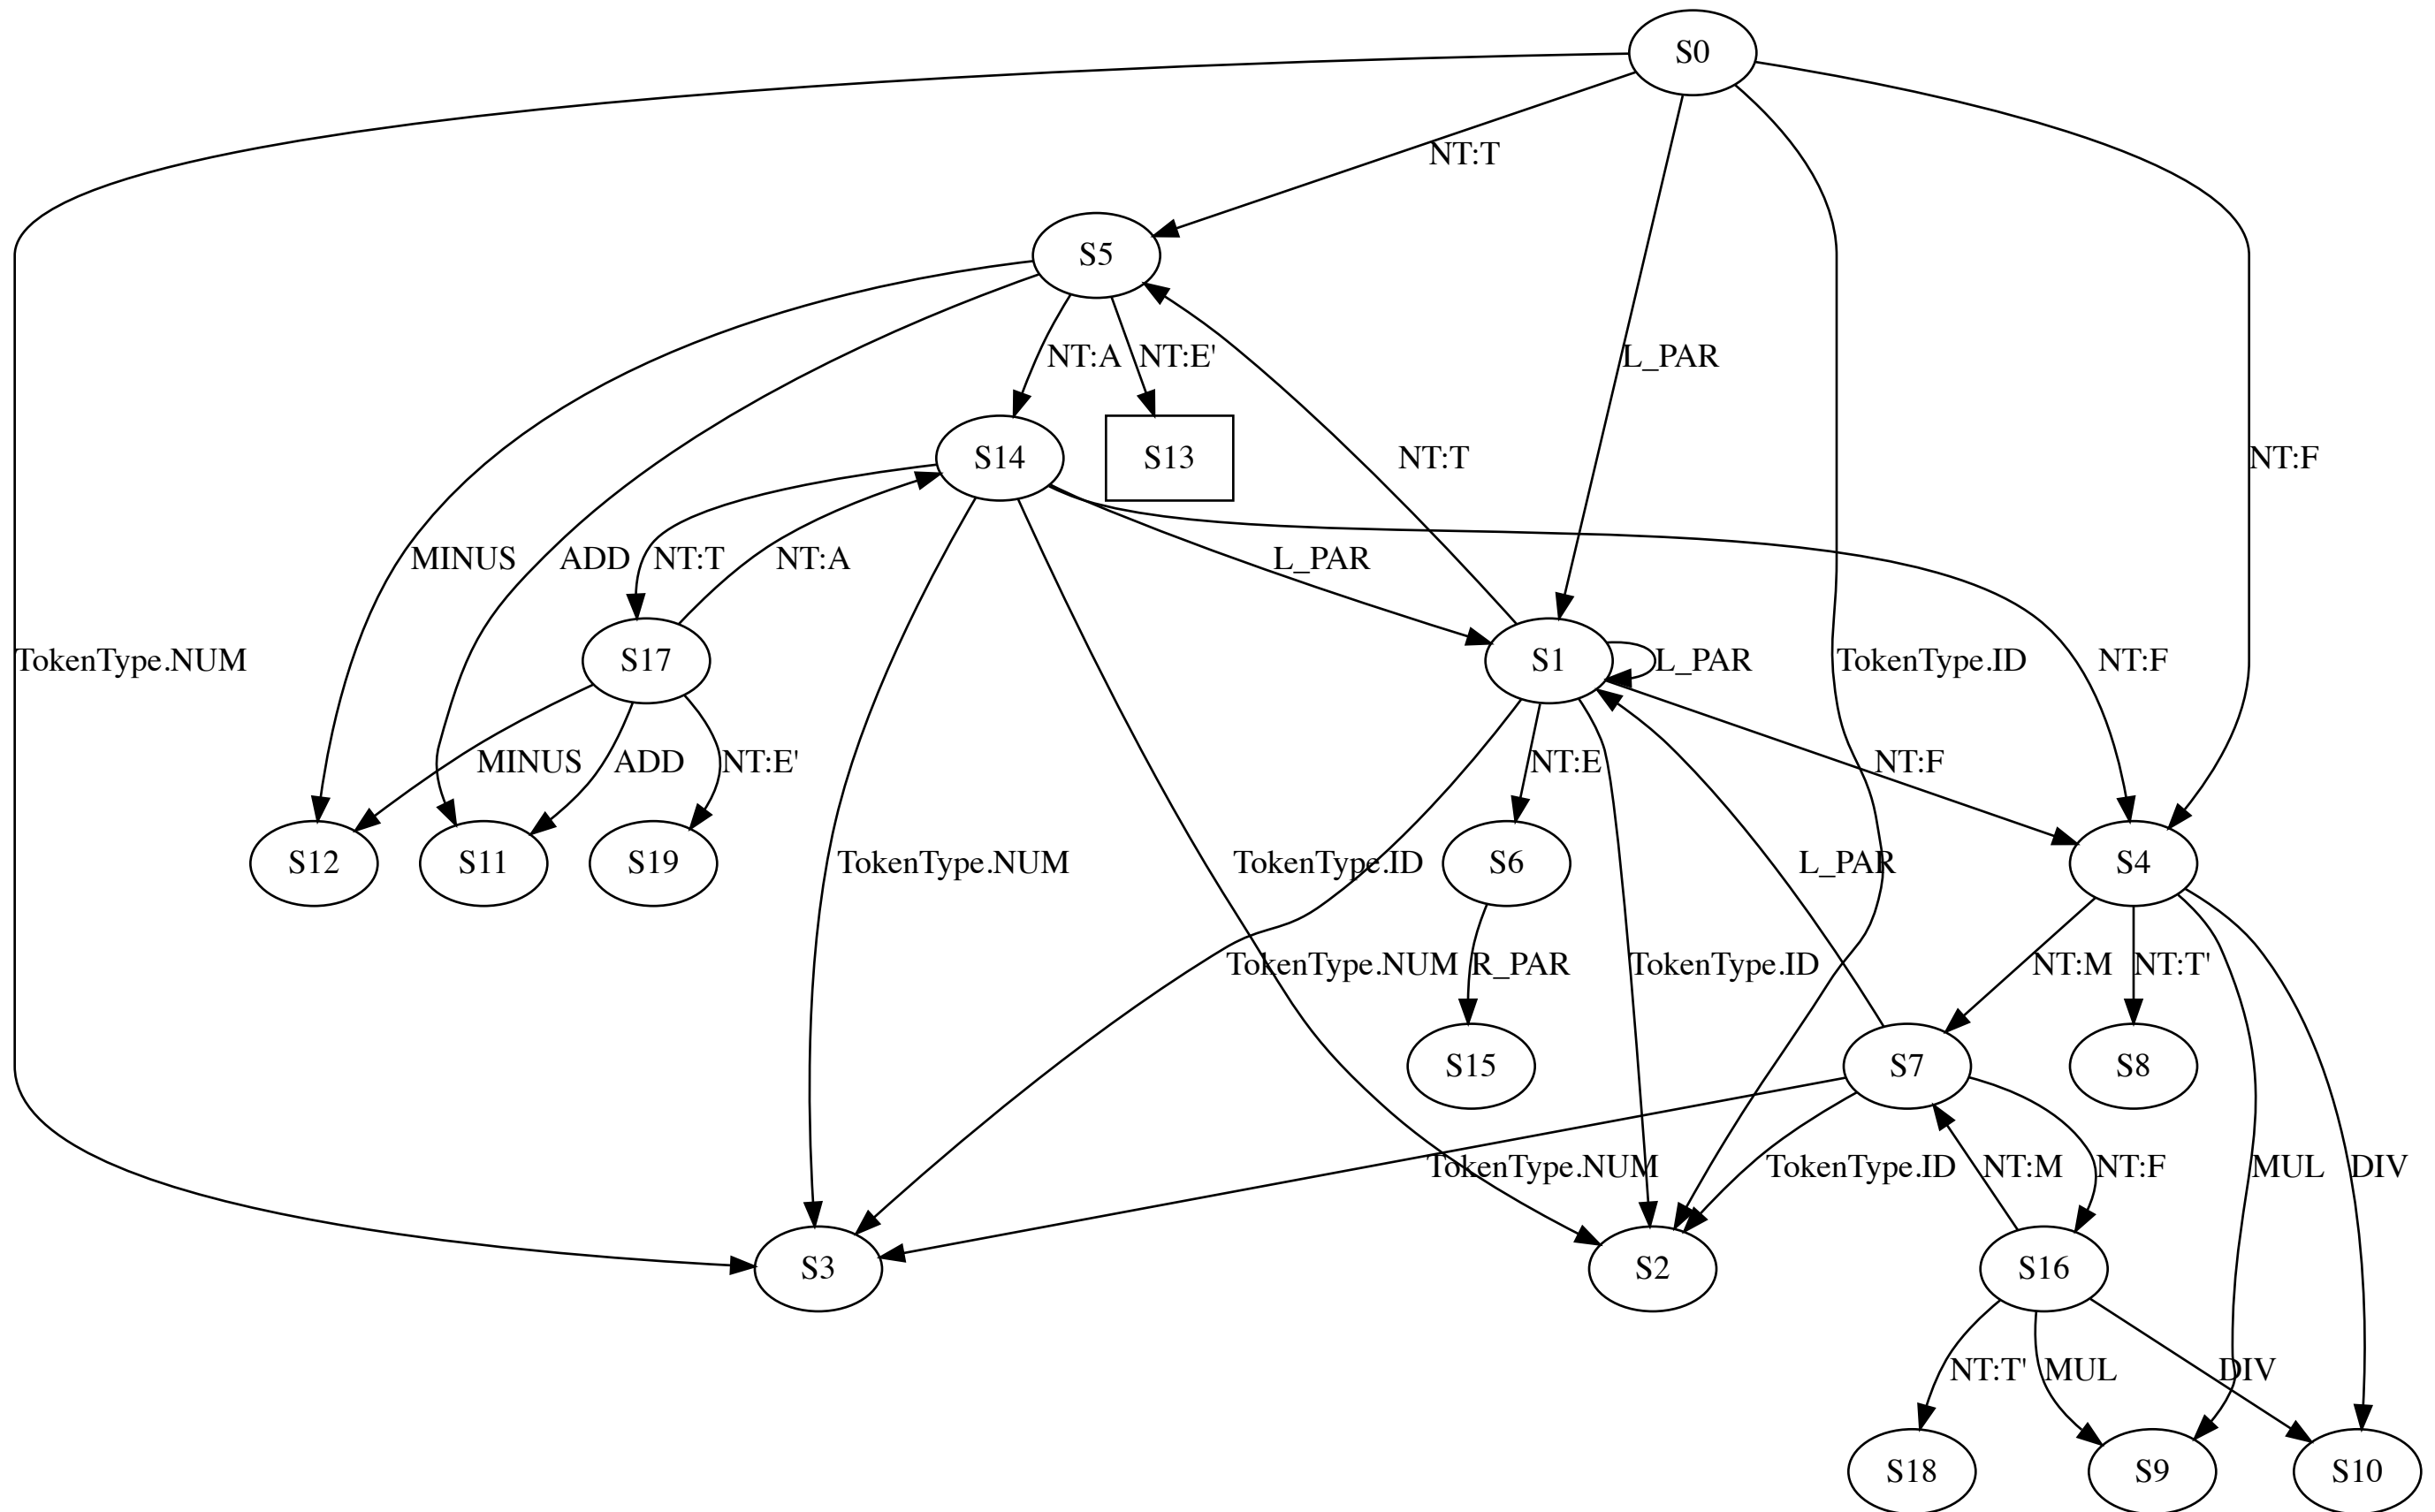 S0
NT:T
S5
NT:A
NT:E'
L_PAR
S14
S13
NT:T
NT:F
MINUS
ADD
NT:T
NT:A
L_PAR
TokenType.NUM
S17
S1
L_PAR
TokenType.ID
NT:F
MINUS
ADD
NT:E'
NT:E
NT:F
S12
S11
S19
TokenType.NUM
TokenType.ID
S6
L_PAR
S4
TokenType.NUM
R_PAR
TokenType.ID
NT:M
NT:T'
S15
S7
S8
TokenType.NUM
TokenType.ID
NT:M
NT:F
MUL
DIV
S3
S2
S16
NT:T'
MUL
DIV
S18
S9
S10